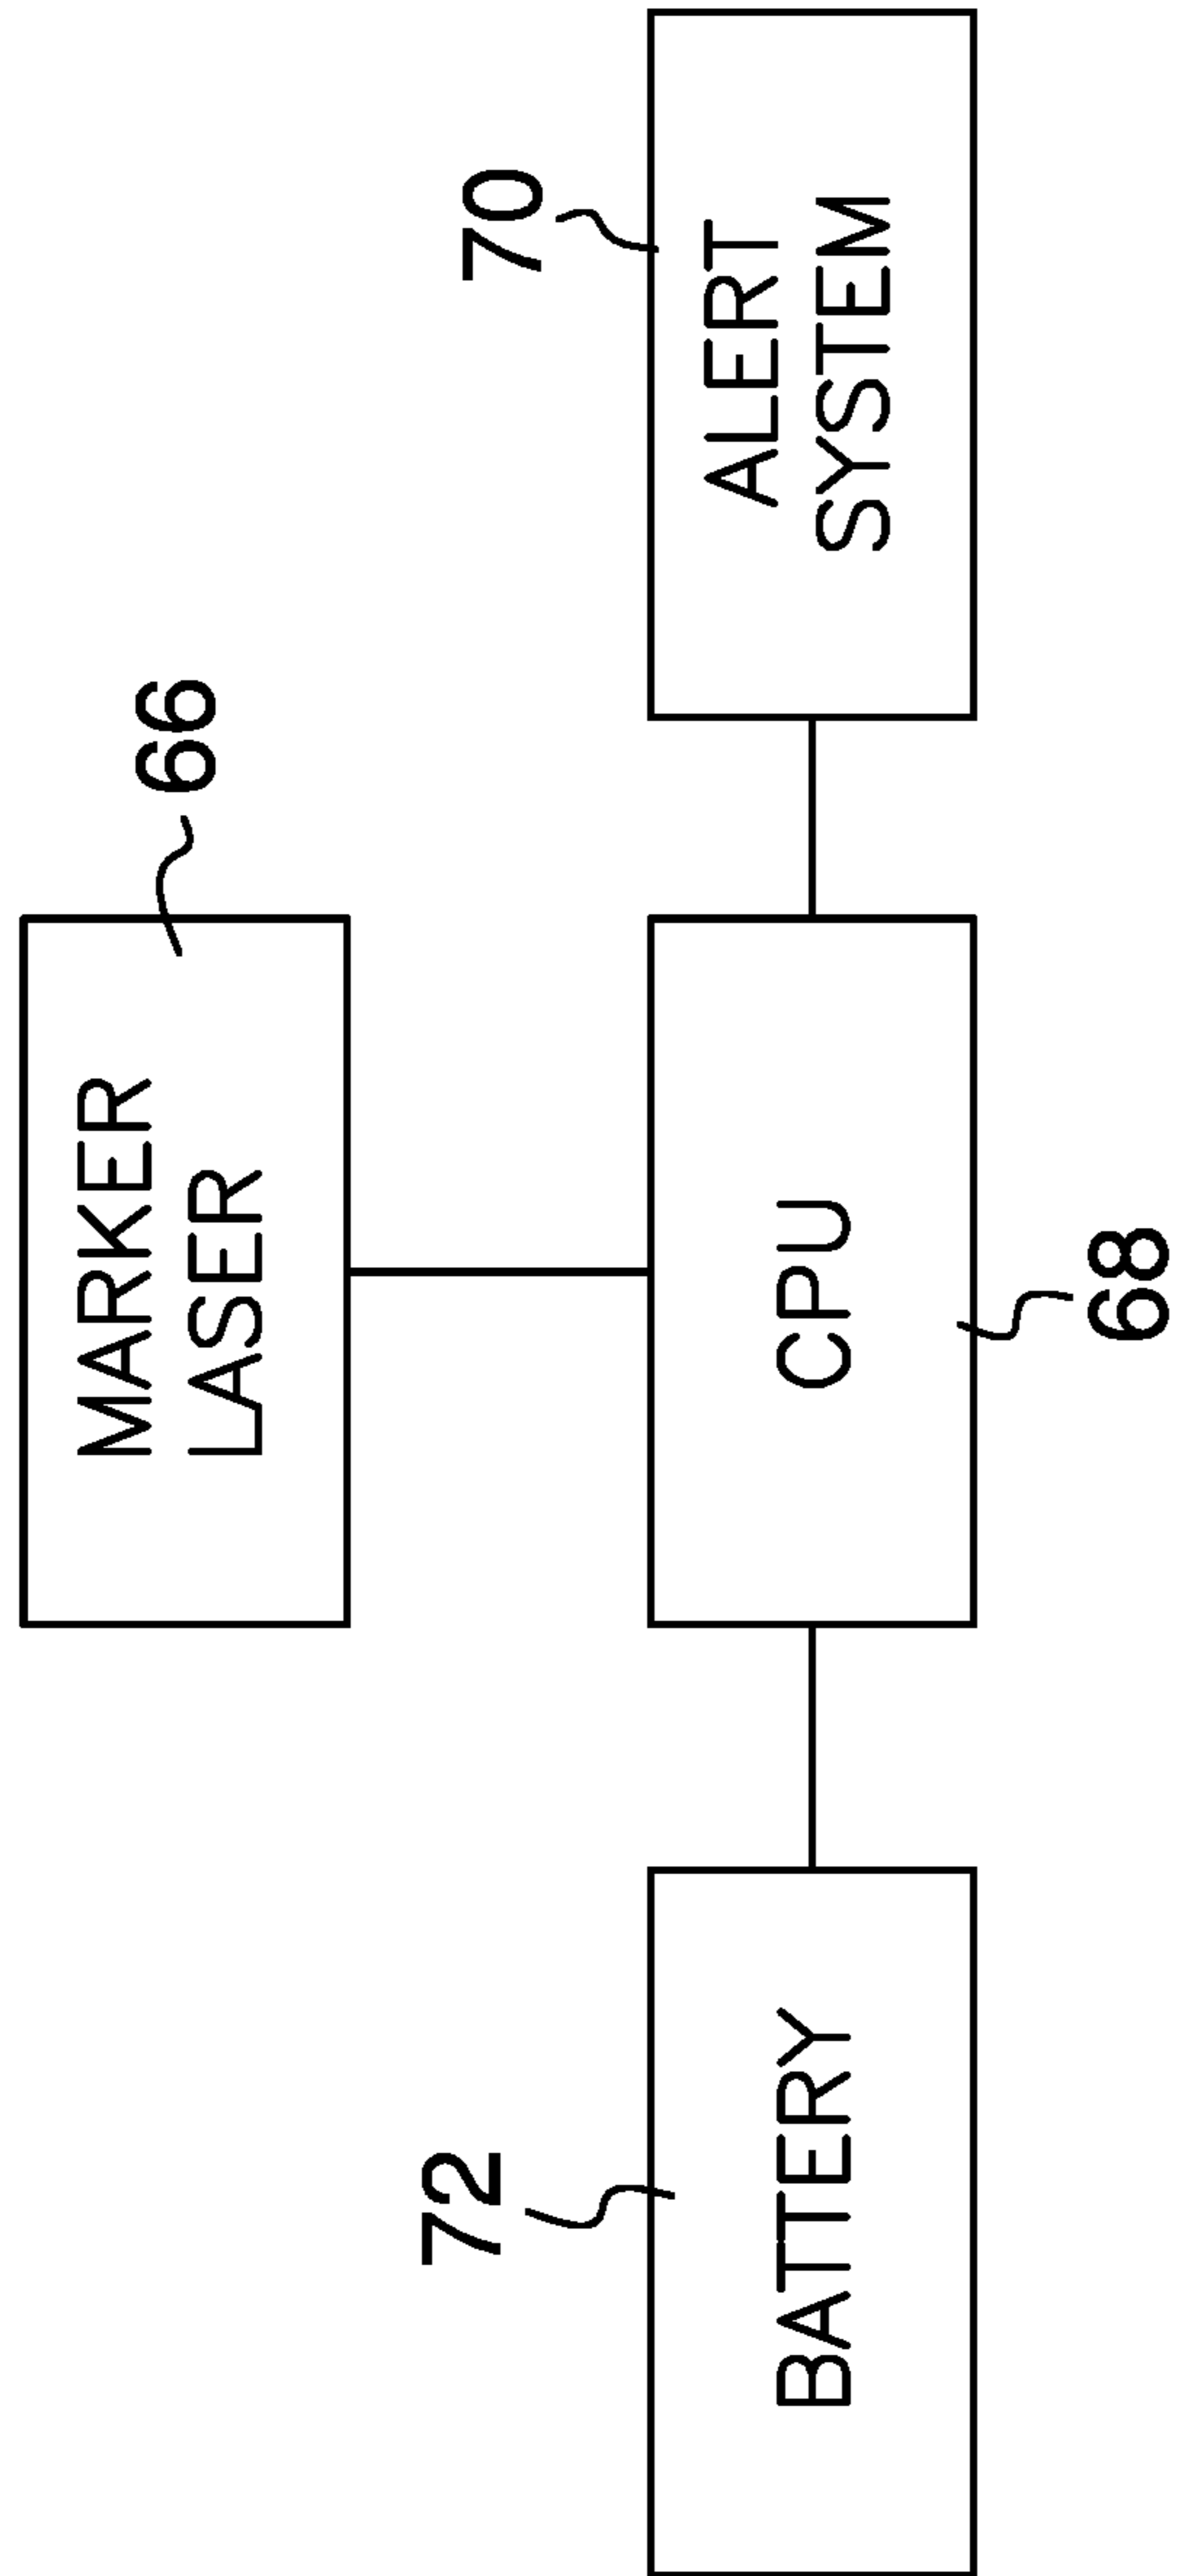 66
MARKER
LASER
70
72
ALERT
SYSTEM
CPU
BATTERY
68